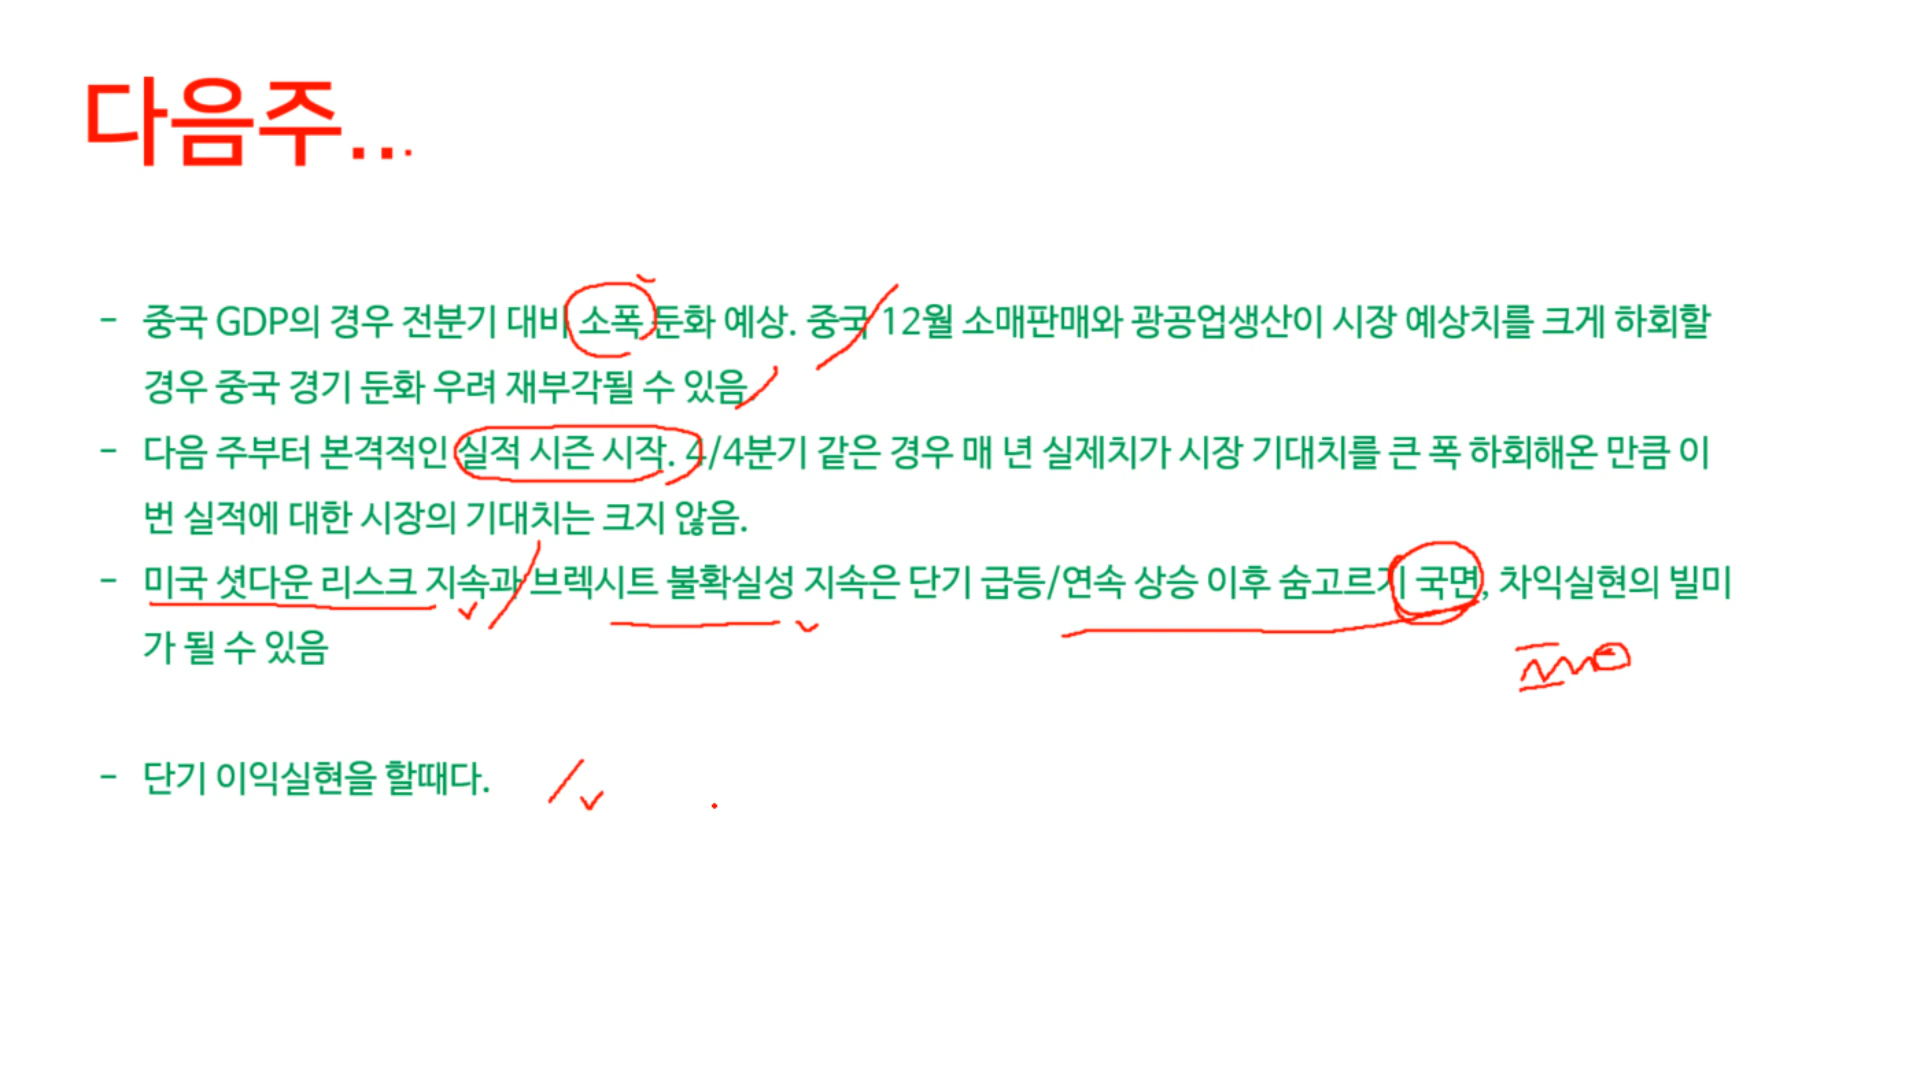 다음주...
- 중국 GDP의 경우 전분기 대비 소폭 둔화 예상. 중국 12월 소매판매와 광공업생산이 시장 예상치를 크게 하회할
경우 중국 경기 둔화 우려 재부각될 수 있음
- 다음 주부터 본격적인 실적 시즌 시작. 4/4분기 같은 경우 매 년 실제치가 시장 기대치를 큰 폭 하회해온 만큼 이
번 실적에 대한 시장의 기대치는 크지 않음.
- 미국 셧다운 리스크 지속과 브렉시트 불확실성 지속은 단기 급등/연속 상승 이후 숨고르기 국면, 차익실현의 빌미
가 될 수 있음
- 단기 이익실현을 할때다.